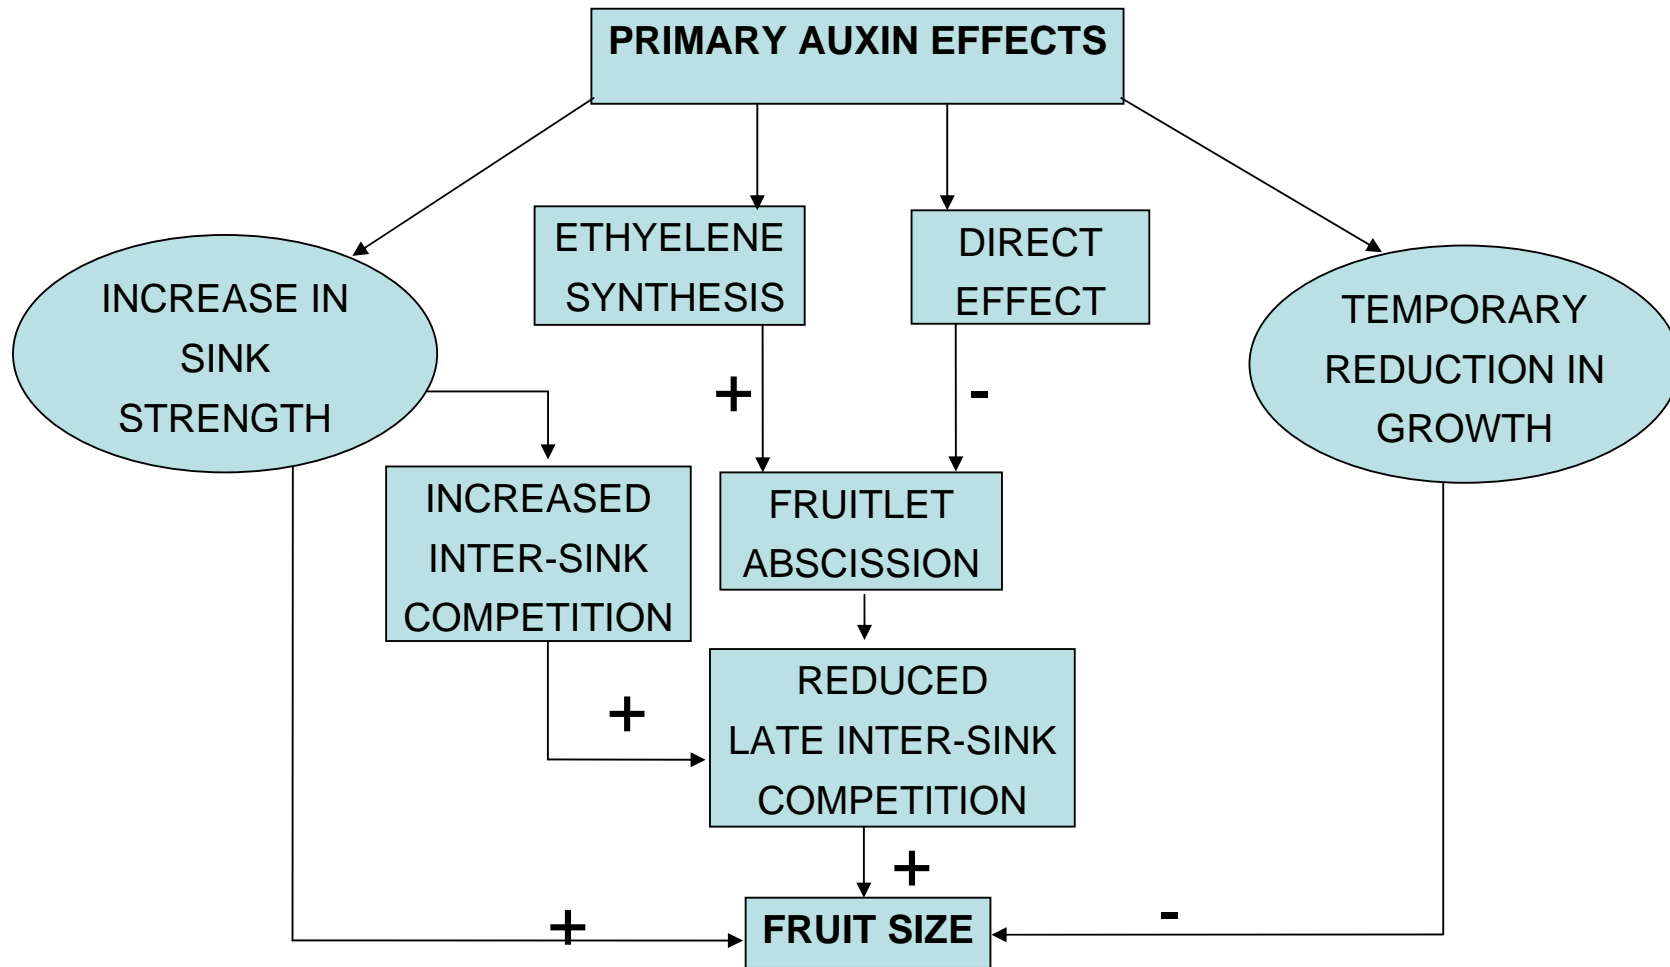 PRIMARY AUXIN EFFECTS
ETHYELENE
SYNTHESIS
DIRECT
EFFECT
INCREASE IN
SINK
STRENGTH
TEMPORARY
REDUCTION IN
GROWTH
+
-
INCREASED
INTER-SINK
COMPETITION
FRUITLET
ABSCISSION
+
REDUCED
LATE INTER-SINK
COMPETITION
+
+
-
FRUIT SIZE